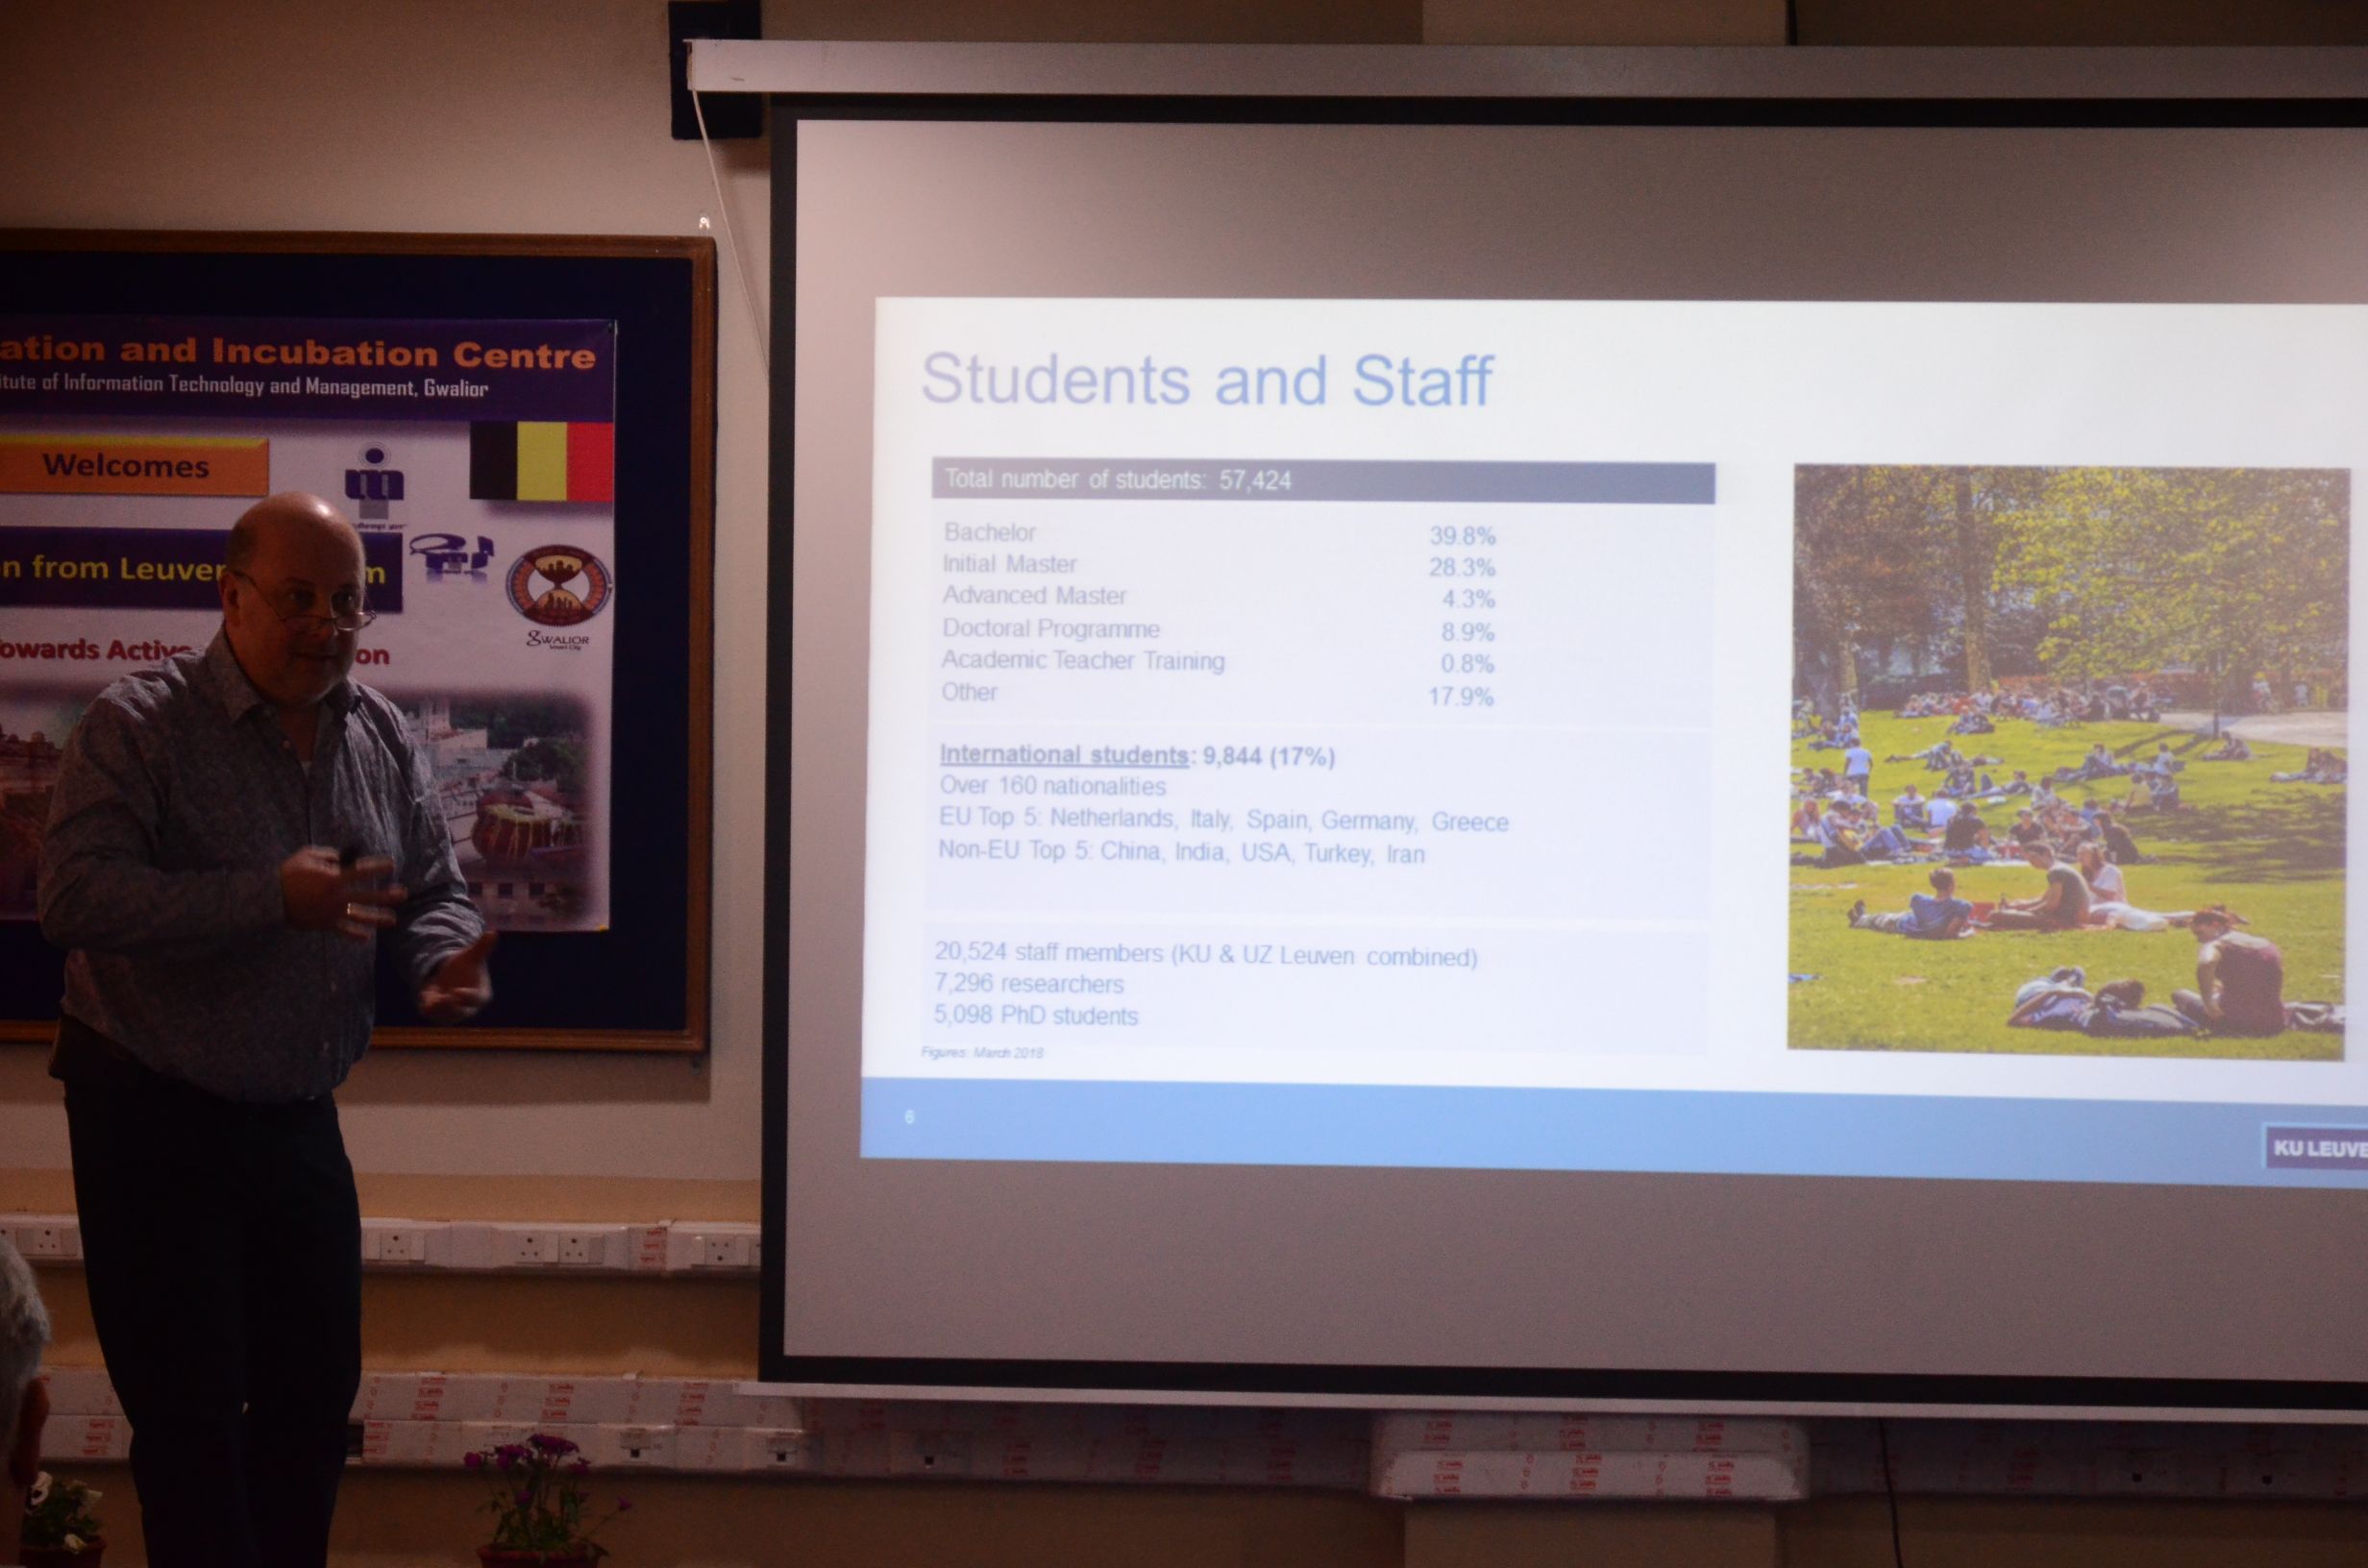 ation and Incubation Centre
itute of Information Technology and Management, Gwalior
Welcomes
n from Leuven m
owards Active on
GWALIOR
Smart City
Students and Staff
Total number of students: 57,424
Bachelor 39.8%
Initial Master 28.3%
Advanced Master 4.3%
Doctoral Programme 8.9%
Academic Teacher Training 0.8%
Other 17.9%
International students: 9,844 (17%)
Over 160 nationalities
EU Top 5: Netherlands, Italy, Spain, Germany, Greece
Non-EU Top 5: China, India, USA, Turkey, Iran
20,524 staff members (KU & UZ Leuven combined)
7,296 researchers
5,098 PhD students
Figures: March 2018
6
KU LEUVE